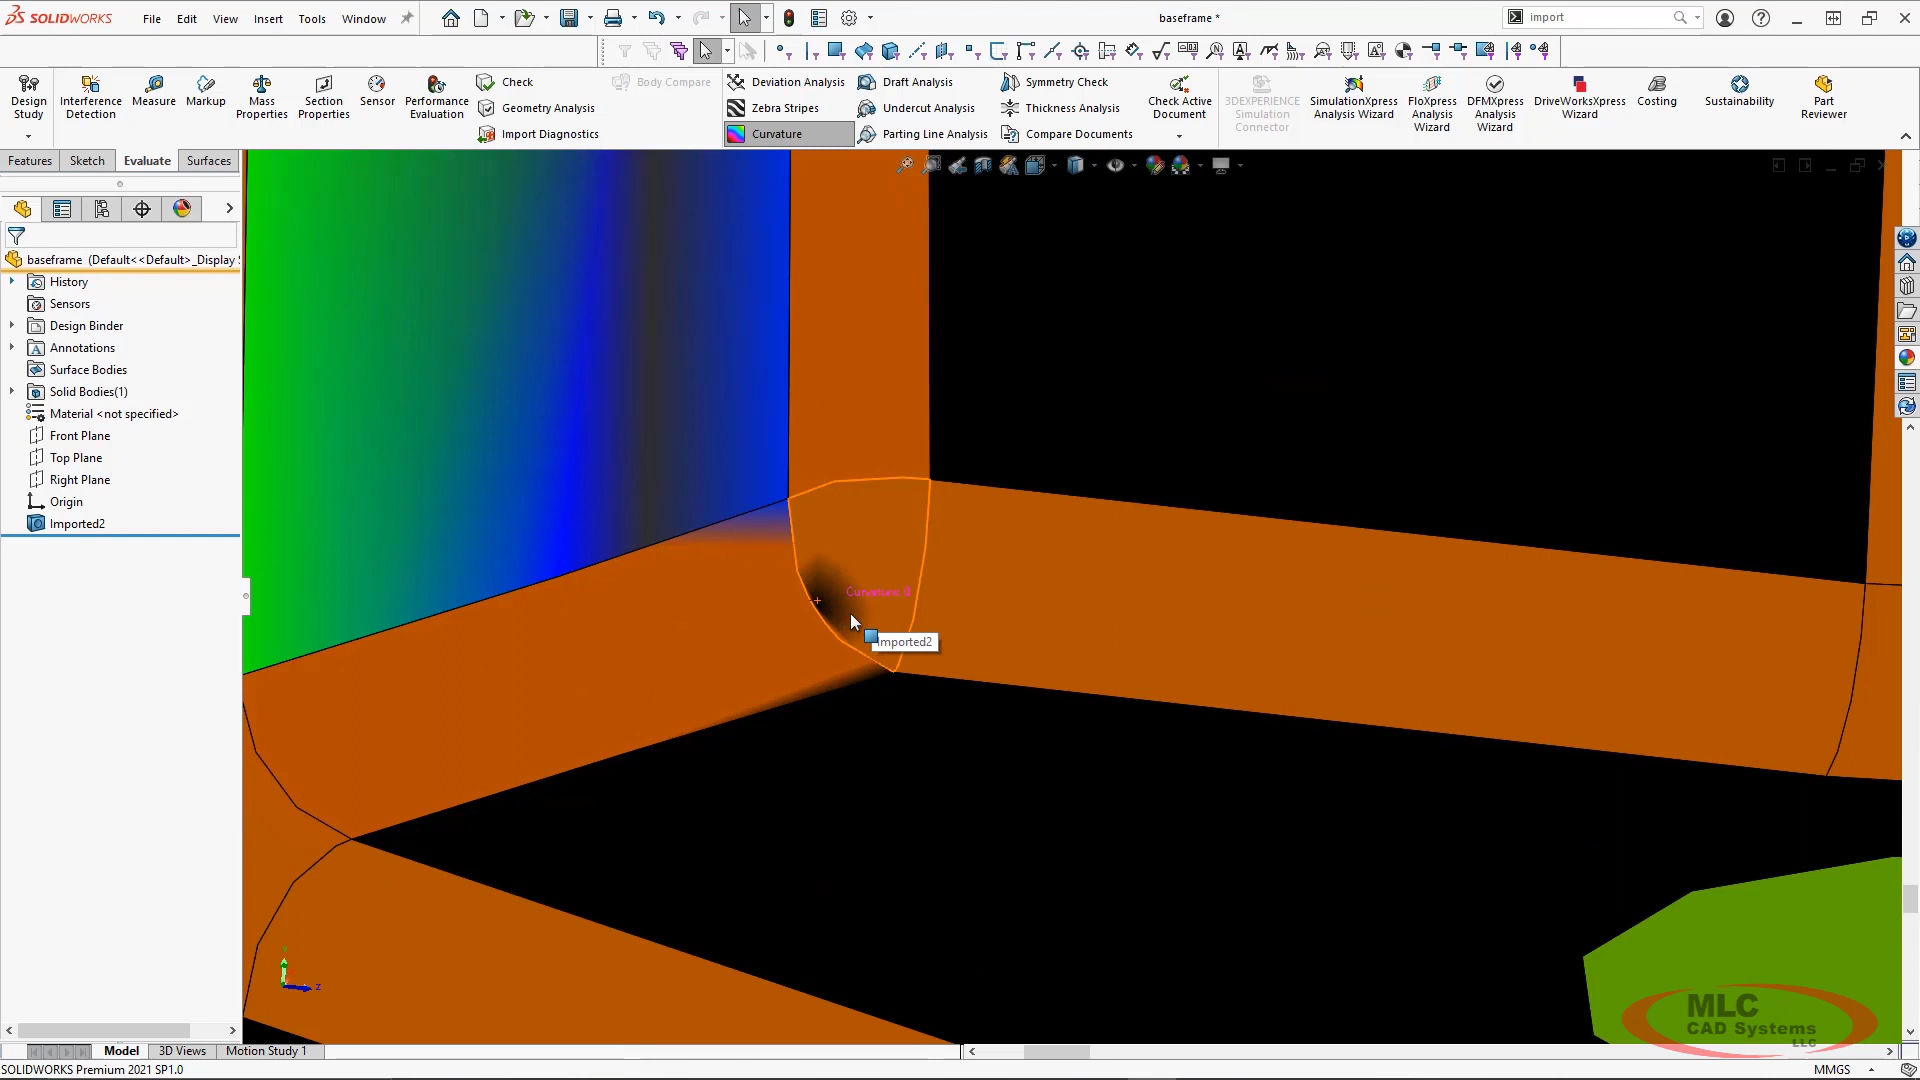 SOLIDWORKS
File
Edit
View
Insert
Tools
Window
baseframe *
import
Design
Study
Interference
Detection
Measure
Markup
Mass
Properties
Section
Properties
Sensor
Performance
Evaluation
Check
Geometry Analysis
Import Diagnostics
Body Compare
Deviation Analysis
Zebra Stripes
Curvature
Draft Analysis
Undercut Analysis
Parting Line Analysis
Symmetry Check
Thickness Analysis
Compare Documents
Check Active
Document
3DEXPERIENCE
Simulation
Connector
SimulationXpress
Analysis Wizard
FloXpress
Analysis
Wizard
DFMXpress
Analysis
Wizard
DriveWorksXpress
Wizard
Costing
Sustainability
Part
Reviewer
Features
Sketch
Evaluate
Surfaces
baseframe (Default<<Default>_Display
History
Sensors
Design Binder
Annotations
Surface Bodies
Solid Bodies(1)
Material <not specified>
Front Plane
Top Plane
Right Plane
Origin
Imported2
Curvature: 0
Imported2
z
MLC
CAD Systems
LLC
Model
3D Views
Motion Study 1
SOLIDWORKS Premium 2021 SP1.0
MMGS